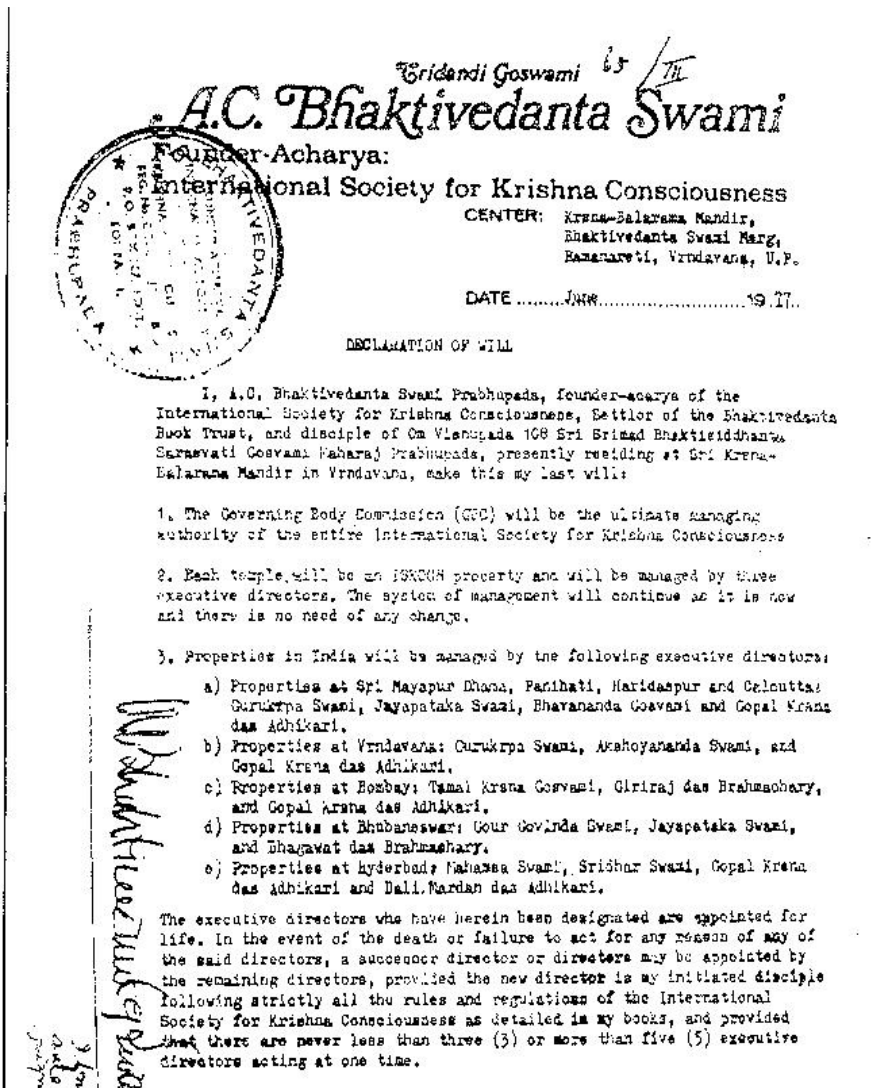 Tridandi Goswami
A.C. Bhaktivedanta Swami
Founder-Acharya:
International Society for Krishna Consciousness
CENTER: Krsna-Balarama Mandir,
Bhaktivedanta Swami Marg,
Ramanareti, Vrndavana, U.P.
DATE ........June......................19.77..
DECLARATION OF WILL
I, A.C. Bhaktivedanta Swami Prabhupada, founder-acarya of the
International Society for Krishna Consciousness, Settlor of the Bhaktivedanta
Book Trust, and disciple of Om Visnupada 108 Sri Srimad Bhaktisiddhanta
Sarasvati Gosvami Maharaj Prabhupada, presently residing at Sri Krsna-
Balarama Mandir in Vrndavana, make this my last will:
1. The Governing Body Commission (GBC) will be the ultimate managing
authority of the entire International Society for Krishna Consciousness
2. Each temple will be an ISKCON property and will be managed by three
executive directors. The system of management will continue as it is now
and there is no need of any change.
3. Properties in India will be managed by the following executive directors:
a) Properties at Sri Mayapur Dhama, Panihati, Haridaspur and Calcutta:
Gurukrpa Swami, Jayapataka Swami, Bhavananda Gosvami and Gopal Krsna
das Adhikari.
b) Properties at Vrndavana: Gurukrpa Swami, Akshoyananda Swami, and
Gopal Krsna das Adhikari.
c) Properties at Bombay: Tamal Krsna Gosvami, Giriraj das Brahmachary,
and Gopal Krsna das Adhikari.
d) Properties at Bhubaneswar: Gour Govinda Swami, Jayapataka Swami,
and Bhagawat das Brahmachary.
e) Properties at Hyderbad: Mahamsa Swami, Sridhar Swami, Gopal Krsna
das Adhikari and Bali Mardan das Adhikari.
The executive directors who have herein been designated are appointed for
life. In the event of the death or failure to act for any reason of any of
the said directors, a successor director or directors may be appointed by
the remaining directors, provided the new director is my initiated disciple
following strictly all the rules and regulations of the International
Society for Krishna Consciousness as detailed in my books, and provided
that there are never less than three (3) or more than five (5) executive
directors acting at one time.
BHAKTIVEDANTA
PRABHUPADA